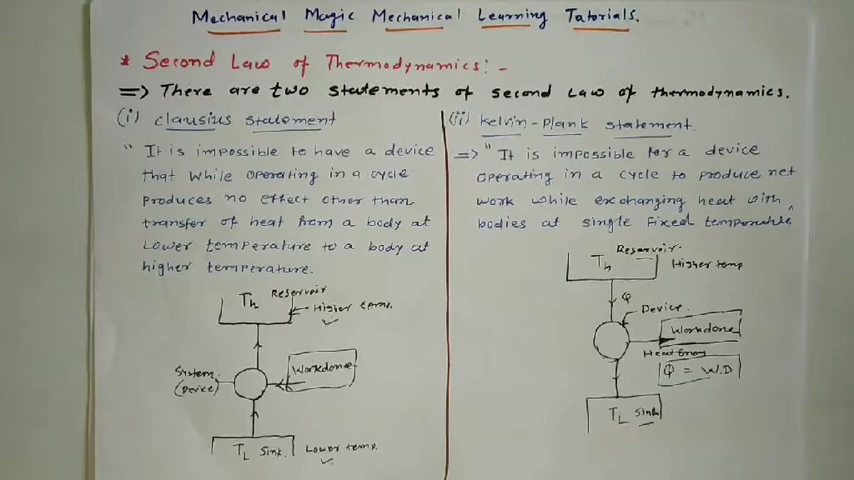 Mechanical Magic Mechanical Learning Tutorials.
* Second Law of Thermodynamics:-
=> There are two statements of second Law of thermodynamics.
(i) clausius statement
" It is impossible to have a device
that while operating in a cycle
produces no effect other than
transfer of heat from a body at
Lower temperature to a body at
higher temperature.
Th Reservoir
Higher temp.
System
(Device)
Workdone
TL Sink.
Lower temp.
(ii) Kelvin-Plank statement.
=> " It is impossible for a device
operating in a cycle to produce net
work while exchanging heat with
bodies at single fixed temperature.
Reservoir.
Th
Higher temp
Q
Device.
Workdone
Q = W.D
TL Sink